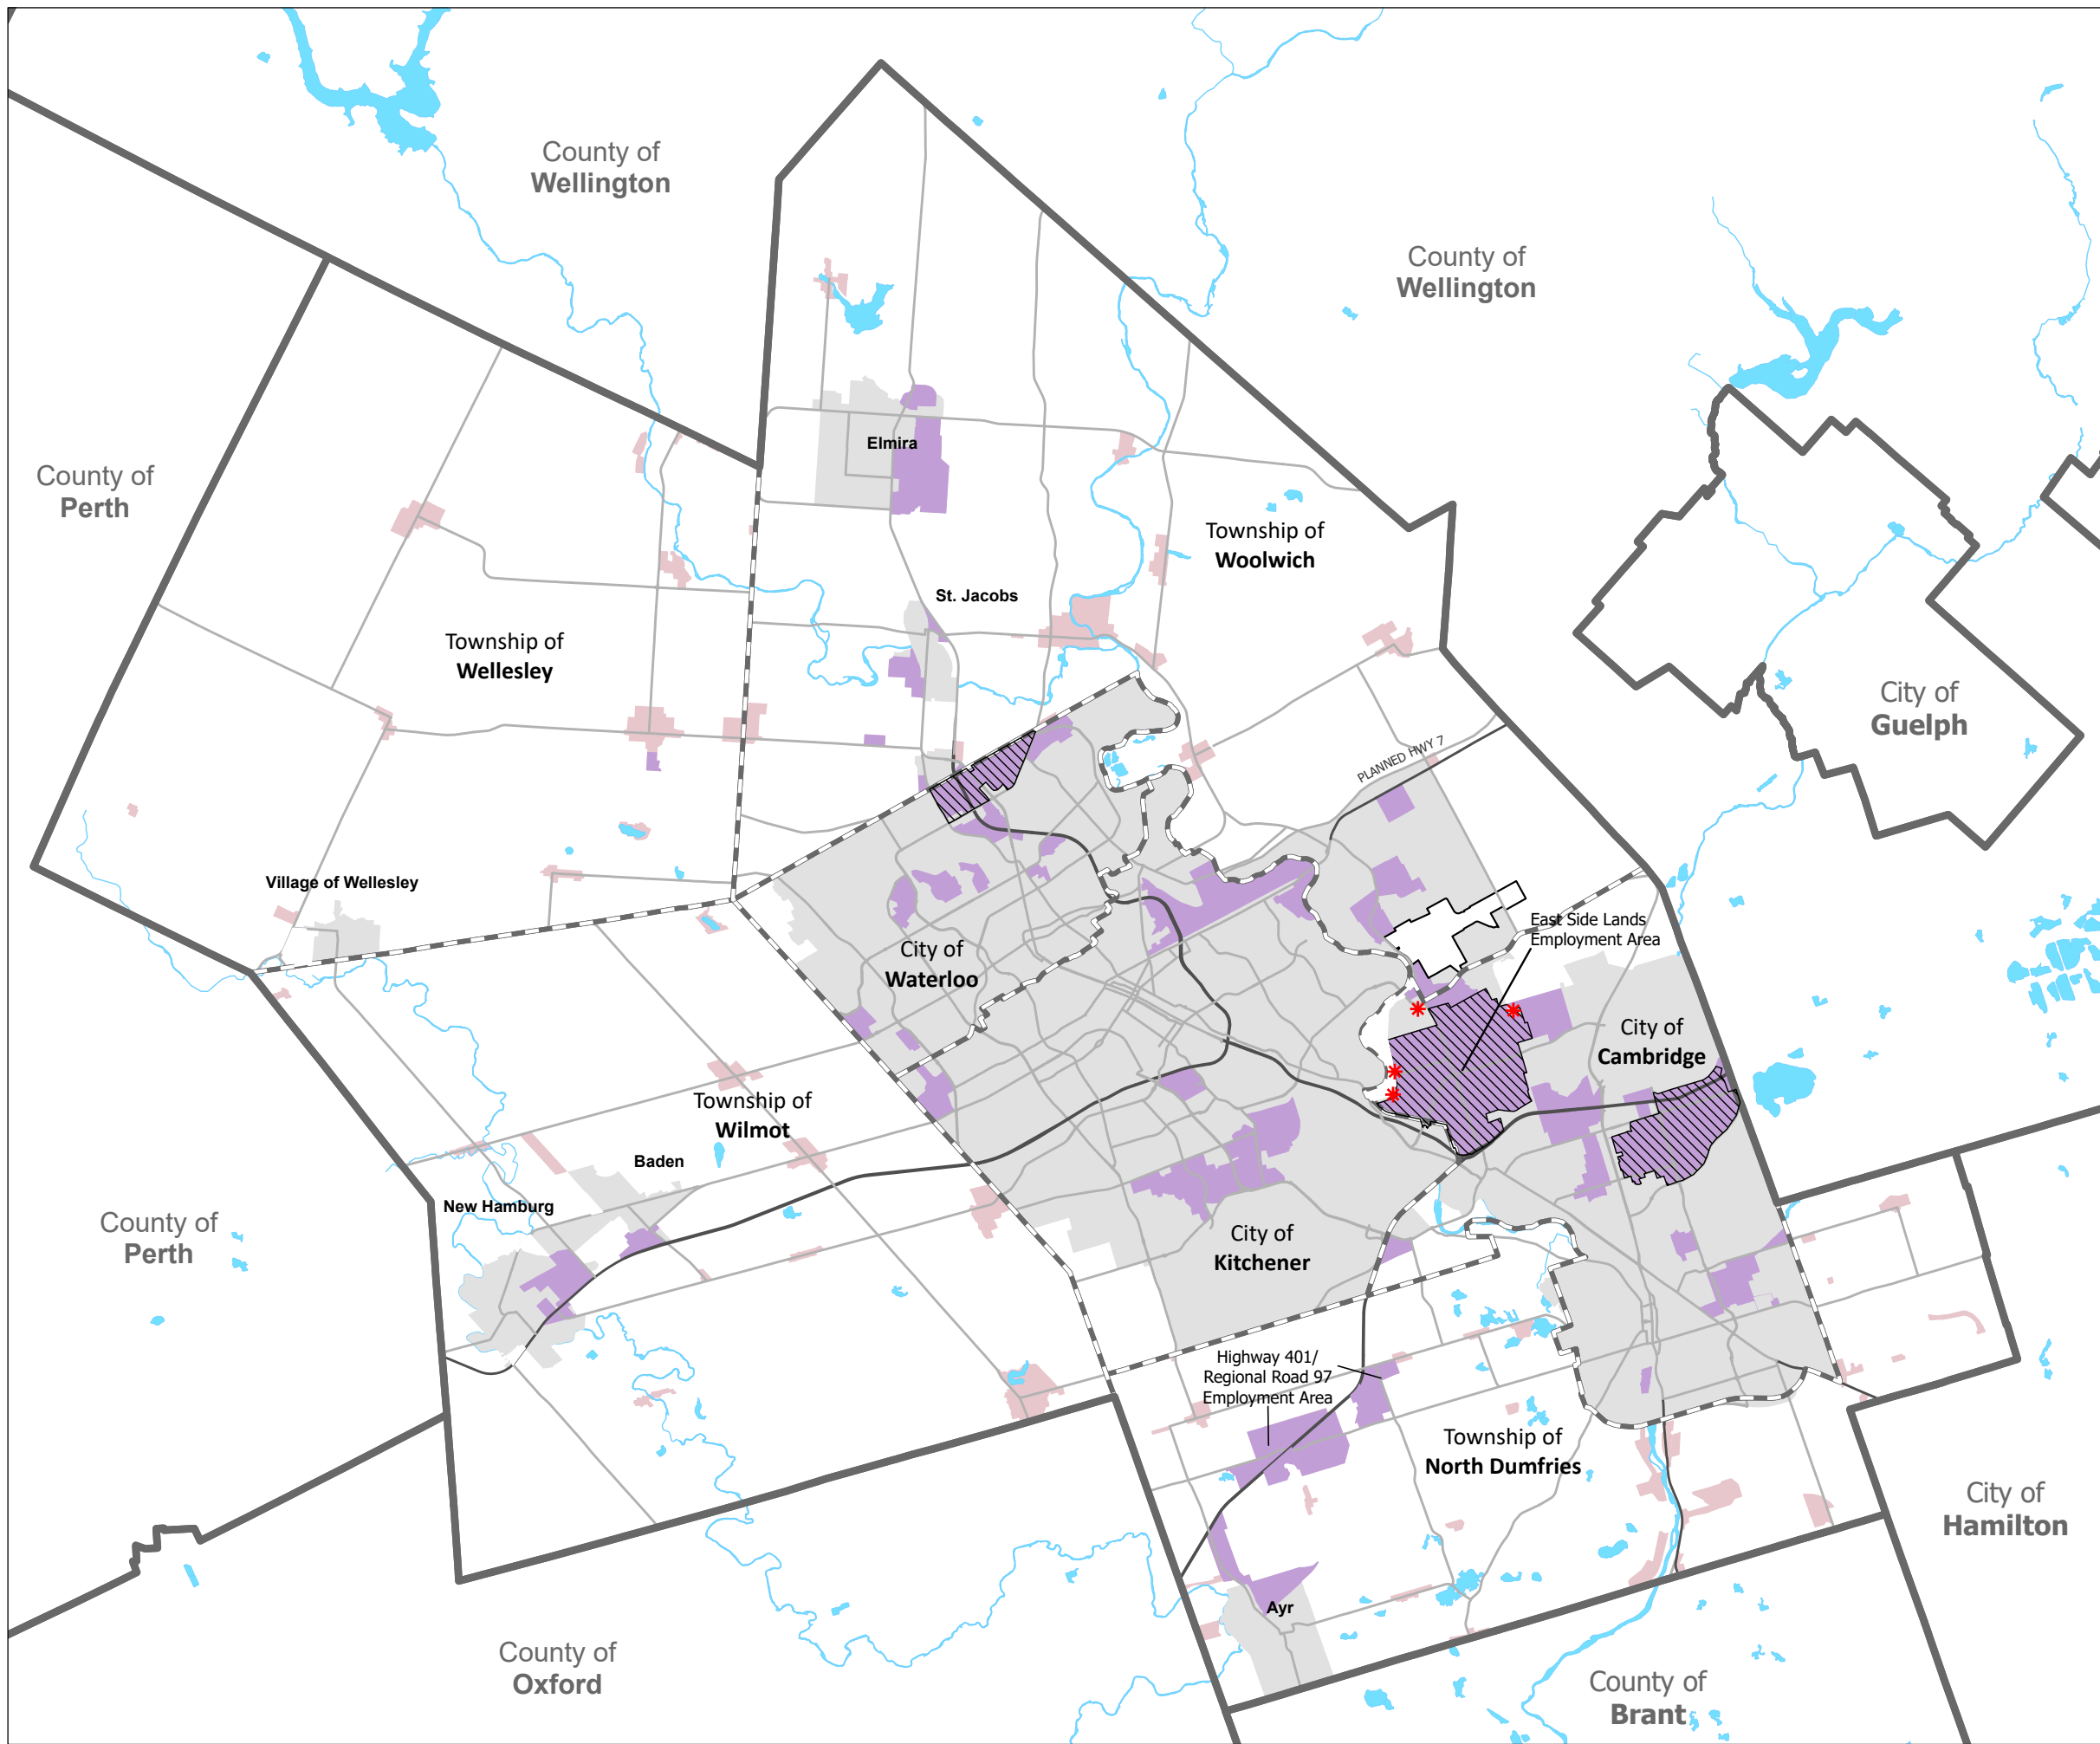 County of
Wellington
County of
Wellington
County of
Perth
Elmira
Township of
Woolwich
St. Jacobs
Township of
Wellesley
City of
Guelph
PLANNED HWY 7
Village of Wellesley
East Side Lands
Employment Area
City of
Waterloo
City of
Cambridge
Township of
Wilmot
Baden
New Hamburg
County of
Perth
City of
Kitchener
Highway 401/
Regional Road 97
Employment Area
Township of
North Dumfries
City of
Hamilton
Ayr
County of
Oxford
County of
Brant